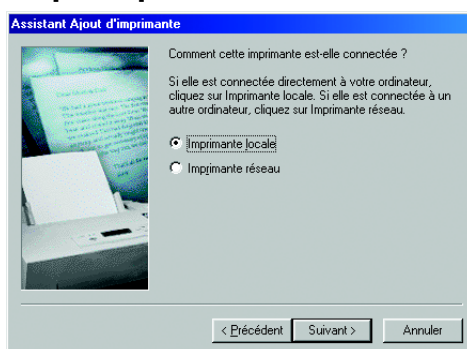 Assistant Ajout d'imprimante
Comment cette imprimante est-elle connectée ?
Si elle est connectée directement à votre ordinateur,
cliquez sur Imprimante locale. Si elle est connectée à un
autre ordinateur, cliquez sur Imprimante réseau.
Imprimante locale
Imprimante réseau
< Précédent
Suivant >
Annuler